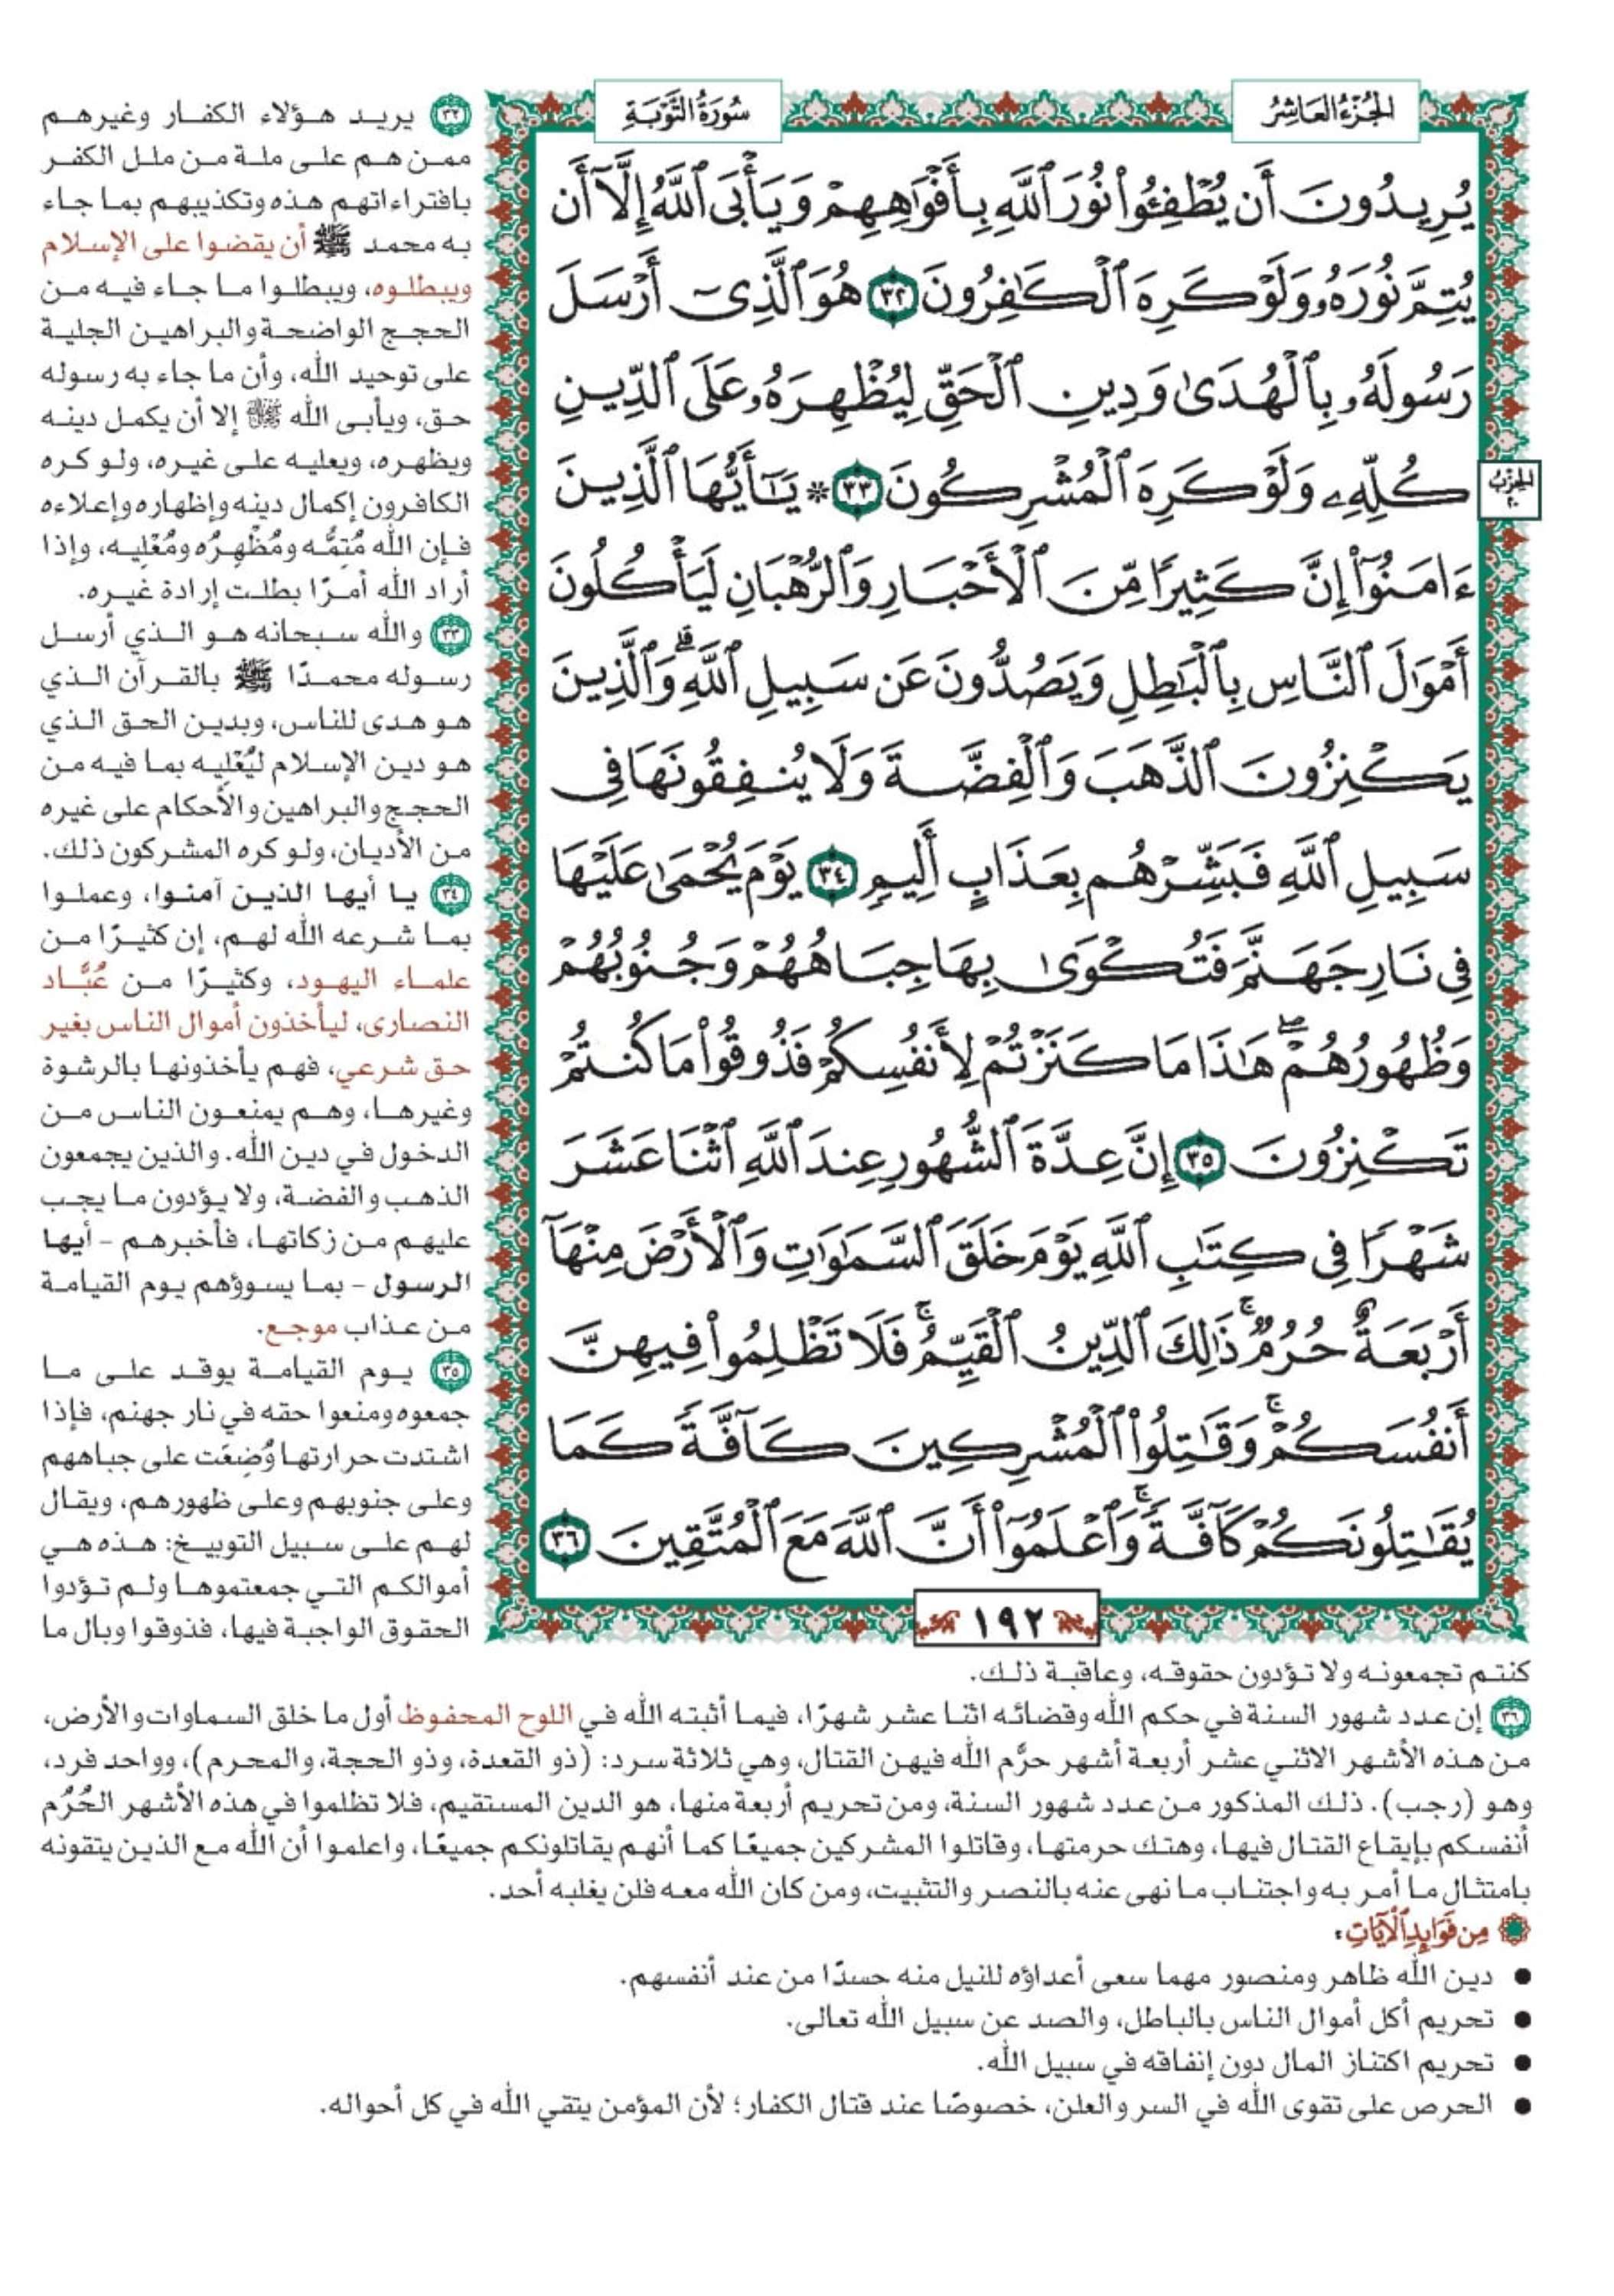 الجُزْءُ العَاشِرُ
سُورَةُ التَّوْبَةِ
يُرِيدُونَ أَن يُطْفِـُٔوا۟ نُورَ ٱللَّهِ بِأَفْوَٰهِهِمْ وَيَأْبَى ٱللَّهُ إِلَّآ أَن
يُتِمَّ نُورَهُۥ وَلَوْ كَرِهَ ٱلْكَٰفِرُونَ ٣٢ هُوَ ٱلَّذِىٓ أَرْسَلَ
رَسُولَهُۥ بِٱلْهُدَىٰ وَدِينِ ٱلْحَقِّ لِيُظْهِرَهُۥ عَلَى ٱلدِّينِ
كُلِّهِۦ وَلَوْ كَرِهَ ٱلْمُشْرِكُونَ ٣٣ ۞ يَٰٓأَيُّهَا ٱلَّذِينَ
ءَامَنُوٓا۟ إِنَّ كَثِيرًا مِّنَ ٱلْأَحْبَارِ وَٱلرُّهْبَانِ لَيَأْكُلُونَ
أَمْوَٰلَ ٱلنَّاسِ بِٱلْبَٰطِلِ وَيَصُدُّونَ عَن سَبِيلِ ٱللَّهِ ۗ وَٱلَّذِينَ
يَكْنِزُونَ ٱلذَّهَبَ وَٱلْفِضَّةَ وَلَا يُنفِقُونَهَا فِى
سَبِيلِ ٱللَّهِ فَبَشِّرْهُم بِعَذَابٍ أَلِيمٍ ٣٤ يَوْمَ يُحْمَىٰ عَلَيْهَا
فِى نَارِ جَهَنَّمَ فَتُكْوَىٰ بِهَا جِبَاهُهُمْ وَجُنُوبُهُمْ
وَظُهُورُهُمْ ۖ هَٰذَا مَا كَنَزْتُمْ لِأَنفُسِكُمْ فَذُوقُوا۟ مَا كُنتُمْ
تَكْنِزُونَ ٣٥ إِنَّ عِدَّةَ ٱلشُّهُورِ عِندَ ٱللَّهِ ٱثْنَا عَشَرَ
شَهْرًا فِى كِتَٰبِ ٱللَّهِ يَوْمَ خَلَقَ ٱلسَّمَٰوَٰتِ وَٱلْأَرْضَ مِنْهَآ
أَرْبَعَةٌ حُرُمٌ ۚ ذَٰلِكَ ٱلدِّينُ ٱلْقَيِّمُ ۚ فَلَا تَظْلِمُوا۟ فِيهِنَّ
أَنفُسَكُمْ ۚ وَقَٰتِلُوا۟ ٱلْمُشْرِكِينَ كَآفَّةً كَمَا
يُقَٰتِلُونَكُمْ كَآفَّةً ۚ وَٱعْلَمُوٓا۟ أَنَّ ٱللَّهَ مَعَ ٱلْمُتَّقِينَ ٣٦
الحِزْبُ
٢٠
١٩٢
٣٢ يريد هؤلاء الكفار وغيرهم
ممن هم على ملة من ملل الكفر
بافتراءاتهم هذه وتكذيبهم بما جاء
به محمد ﷺ أن يقضوا على الإسلام
ويبطلوه، ويبطلوا ما جاء فيه من
الحجج الواضحة والبراهين الجلية
على توحيد الله، وأن ما جاء به رسوله
حق، ويأبى الله ﷻ إلا أن يكمل دينه
ويظهره، ويعليه على غيره، ولو كره
الكافرون إكمال دينه وإظهاره وإعلاءه
فإن الله مُتِمُّه ومُظْهِرُه ومُعْلِيه، وإذا
أراد الله أمرًا بطلت إرادة غيره.
٣٣ والله سبحانه هو الذي أرسل
رسوله محمدًا ﷺ بالقرآن الذي
هو هدى للناس، وبدين الحق الذي
هو دين الإسلام ليُعْلِيه بما فيه من
الحجج والبراهين والأحكام على غيره
من الأديان، ولو كره المشركون ذلك.
٣٤ يا أيها الذين آمنوا، وعملوا
بما شرعه الله لهم، إن كثيرًا من
علماء اليهود، وكثيرًا من عُبَّاد
النصارى، ليأخذون أموال الناس بغير
حق شرعي، فهم يأخذونها بالرشوة
وغيرها، وهم يمنعون الناس من
الدخول في دين الله. والذين يجمعون
الذهب والفضة، ولا يؤدون ما يجب
عليهم من زكاتها، فأخبرهم - أيها
الرسول - بما يسوؤهم يوم القيامة
من عذاب موجع.
٣٥ يوم القيامة يوقد على ما
جمعوه ومنعوا حقه في نار جهنم، فإذا
اشتدت حرارتها وُضِعَت على جباههم
وعلى جنوبهم وعلى ظهورهم، ويقال
لهم على سبيل التوبيخ: هذه هي
أموالكم التي جمعتموها ولم تؤدوا
الحقوق الواجبة فيها، فذوقوا وبال ما
كنتم تجمعونه ولا تؤدون حقوقه، وعاقبة ذلك.
٣٦ إن عدد شهور السنة في حكم الله وقضائه اثنا عشر شهرًا، فيما أثبته الله في اللوح المحفوظ أول ما خلق السماوات والأرض،
من هذه الأشهر الاثني عشر أربعة أشهر حرَّم الله فيهن القتال، وهي ثلاثة سرد: (ذو القعدة، وذو الحجة، والمحرم)، وواحد فرد،
وهو (رجب). ذلك المذكور من عدد شهور السنة، ومن تحريم أربعة منها، هو الدين المستقيم، فلا تظلموا في هذه الأشهر الحُرُم
أنفسكم بإيقاع القتال فيها، وهتك حرمتها، وقاتلوا المشركين جميعًا كما أنهم يقاتلونكم جميعًا، واعلموا أن الله مع الذين يتقونه
بامتثال ما أمر به واجتناب ما نهى عنه بالنصر والتثبيت، ومن كان الله معه فلن يغلبه أحد.
مِن فَوَائِدِ ٱلْآيَاتِ:
● دين الله ظاهر ومنصور مهما سعى أعداؤه للنيل منه حسدًا من عند أنفسهم.
● تحريم أكل أموال الناس بالباطل، والصد عن سبيل الله تعالى.
● تحريم اكتناز المال دون إنفاقه في سبيل الله.
● الحرص على تقوى الله في السر والعلن، خصوصًا عند قتال الكفار؛ لأن المؤمن يتقي الله في كل أحواله.